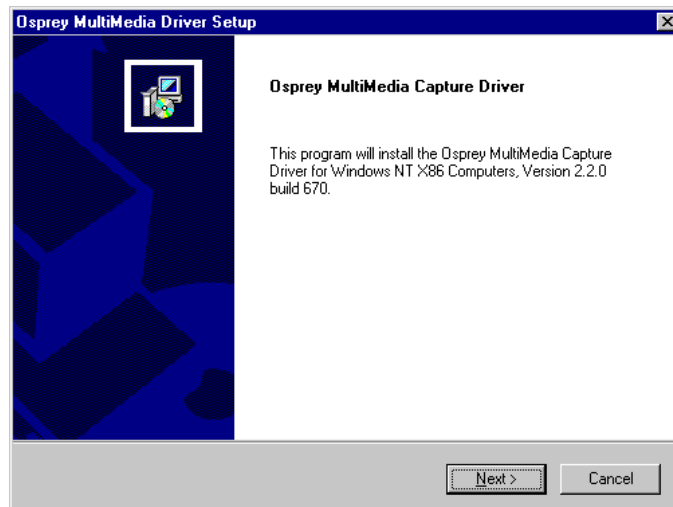 Osprey MultiMedia Driver Setup
Osprey MultiMedia Capture Driver
This program will install the Osprey MultiMedia Capture
Driver for Windows NT X86 Computers, Version 2.2.0
build 670.
Next >
Cancel